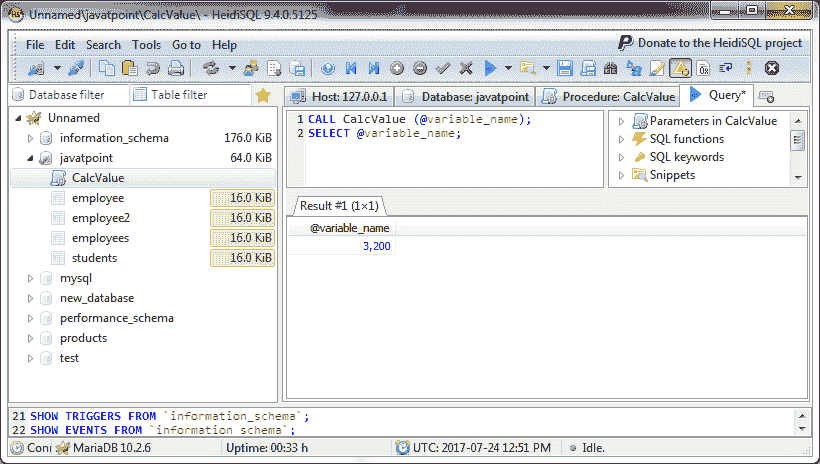 Unnamed\javatpoint\CalcValue\ - HeidiSQL 9.4.0.5125
File Edit Search Tools Go to Help
Donate to the HeidiSQL project
Database filter
Table filter
Host: 127.0.0.1
Database: javatpoint
Procedure: CalcValue
Query*
Unnamed
information_schema 176.0 KiB
javatpoint 64.0 KiB
CalcValue
employee 16.0 KiB
employee2 16.0 KiB
employees 16.0 KiB
students 16.0 KiB
mysql
new_database
performance_schema
products
test
1 CALL CalcValue (@variable_name);
2 SELECT @variable_name;
Parameters in CalcValue
SQL functions
SQL keywords
Snippets
Result #1 (1×1)
@variable_name
3,200
21 SHOW TRIGGERS FROM `information_schema`;
22 SHOW EVENTS FROM `information_schema`;
Conn
MariaDB 10.2.6
Uptime: 00:33 h
UTC: 2017-07-24 12:51 PM
Idle.